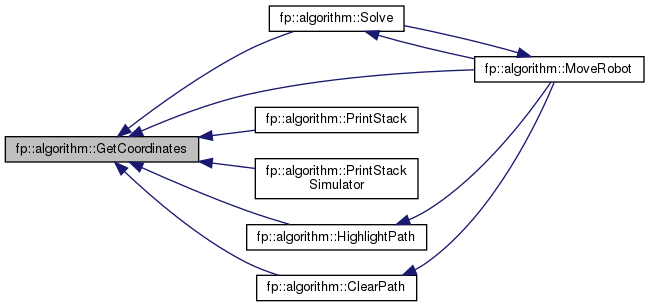 fp::algorithm::Solve
fp::algorithm::MoveRobot
fp::algorithm::PrintStack
fp::algorithm::GetCoordinates
fp::algorithm::PrintStack
Simulator
fp::algorithm::HighlightPath
fp::algorithm::ClearPath